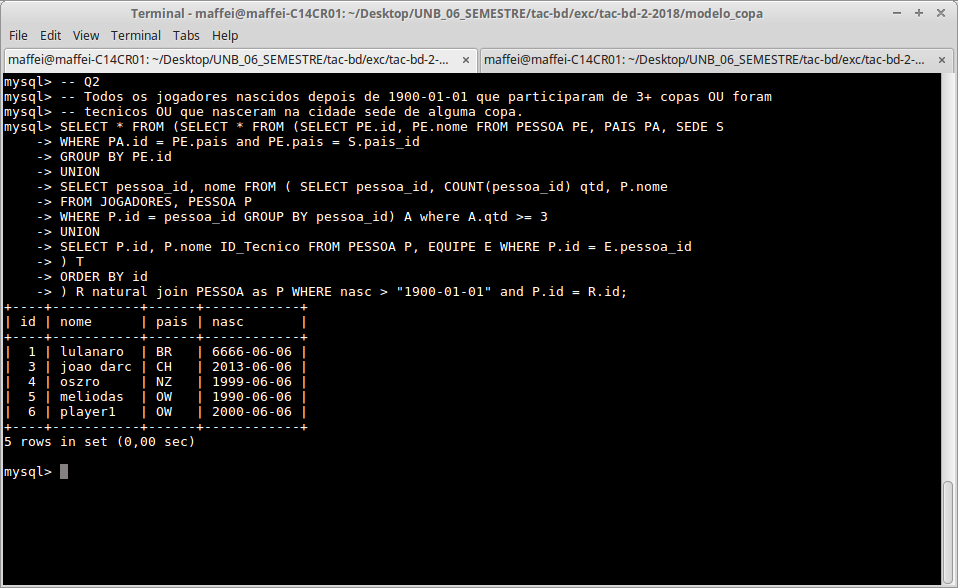 Terminal - maffei@maffei-C14CR01: ~/Desktop/UNB_06_SEMESTRE/tac-bd/exc/tac-bd-2-2018/modelo_copa
File Edit View Terminal Tabs Help
maffei@maffei-C14CR01: ~/Desktop/UNB_06_SEMESTRE/tac-bd/exc/tac-bd-2-... × maffei@maffei-C14CR01: ~/Desktop/UNB_06_SEMESTRE/tac-bd/exc/tac-bd-2-... ×
mysql> -- Q2
mysql> -- Todos os jogadores nascidos depois de 1900-01-01 que participaram de 3+ copas OU foram
mysql> -- tecnicos OU que nasceram na cidade sede de alguma copa.
mysql> SELECT * FROM (SELECT * FROM (SELECT PE.id, PE.nome FROM PESSOA PE, PAIS PA, SEDE S
    -> WHERE PA.id = PE.pais and PE.pais = S.pais_id
    -> GROUP BY PE.id
    -> UNION
    -> SELECT pessoa_id, nome FROM ( SELECT pessoa_id, COUNT(pessoa_id) qtd, P.nome
    -> FROM JOGADORES, PESSOA P
    -> WHERE P.id = pessoa_id GROUP BY pessoa_id) A where A.qtd >= 3
    -> UNION
    -> SELECT P.id, P.nome ID_Tecnico FROM PESSOA P, EQUIPE E WHERE P.id = E.pessoa_id
    -> ) T
    -> ORDER BY id
    -> ) R natural join PESSOA as P WHERE nasc > "1900-01-01" and P.id = R.id;
+----+-----------+------+------------+
| id | nome      | pais | nasc       |
+----+-----------+------+------------+
|  1 | lulanaro  | BR   | 6666-06-06 |
|  3 | joao darc | CH   | 2013-06-06 |
|  4 | oszro     | NZ   | 1999-06-06 |
|  5 | meliodas  | OW   | 1990-06-06 |
|  6 | player1   | OW   | 2000-06-06 |
+----+-----------+------+------------+
5 rows in set (0,00 sec)
mysql>